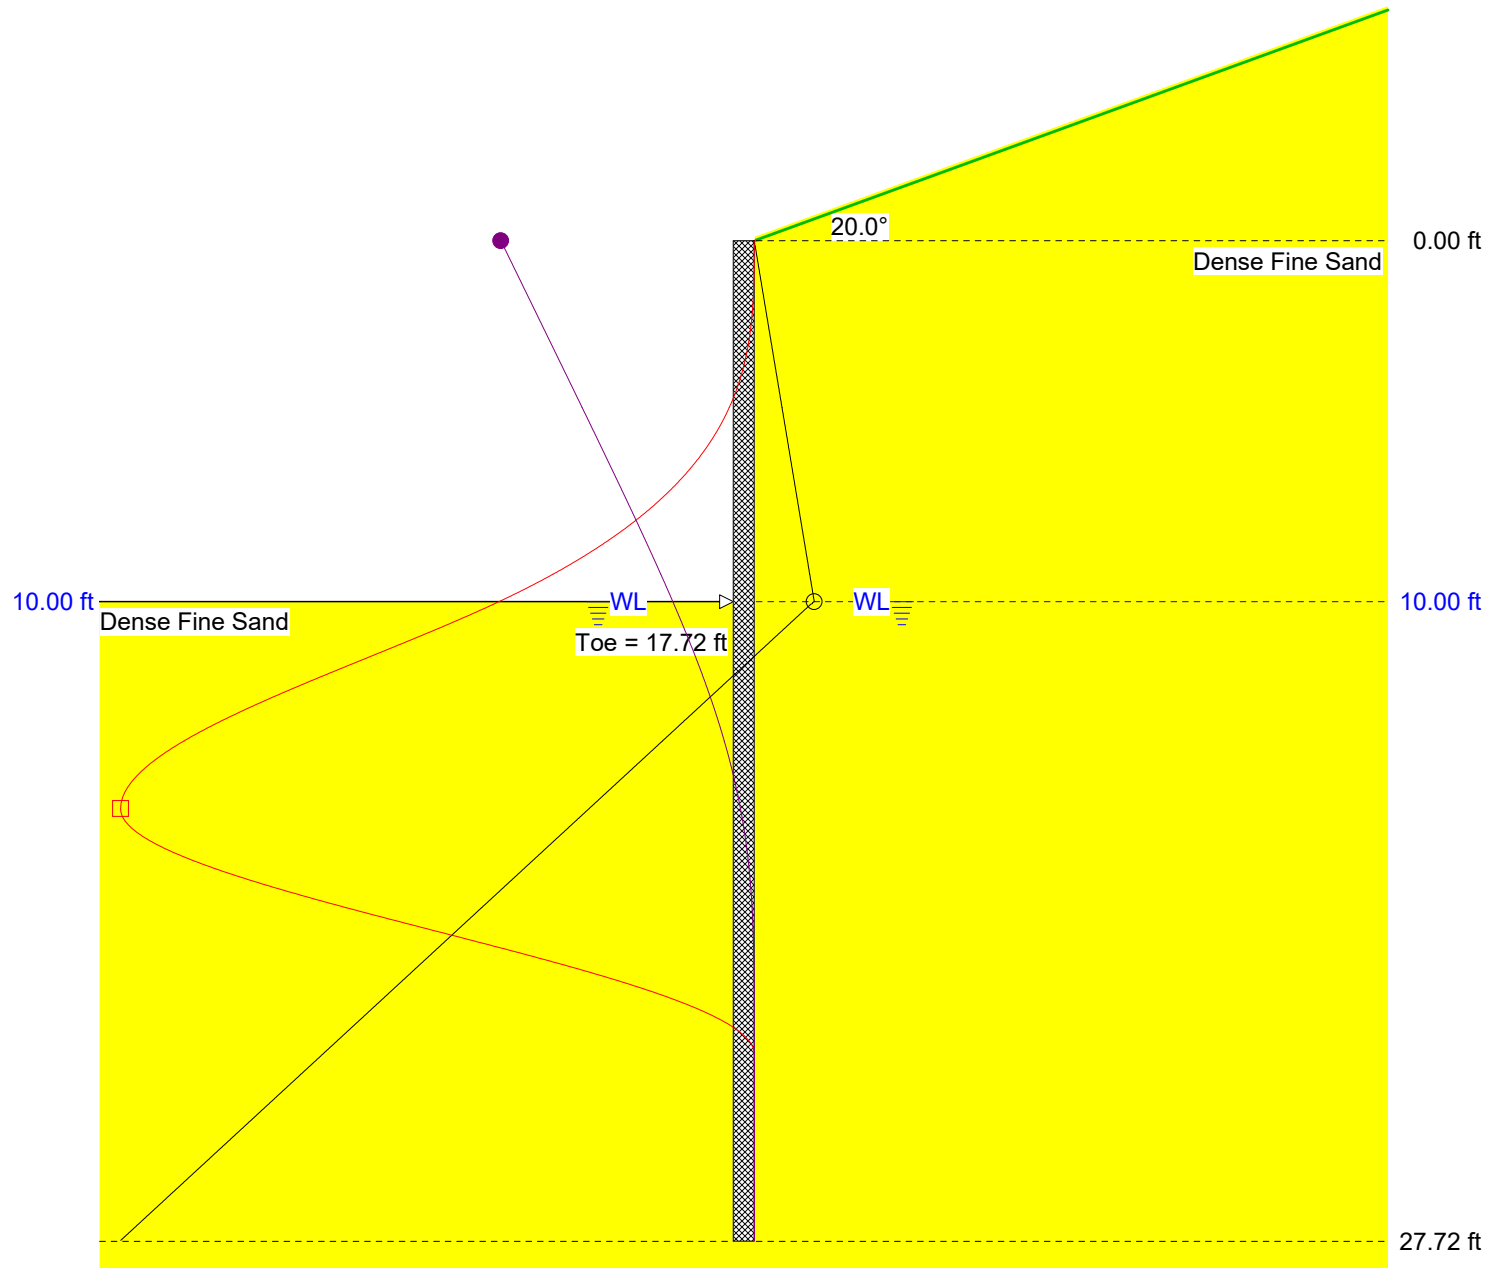 20.0°
0.00 ft
Dense Fine Sand
10.00 ft
WL
WL
10.00 ft
Dense Fine Sand
Toe = 17.72 ft
27.72 ft